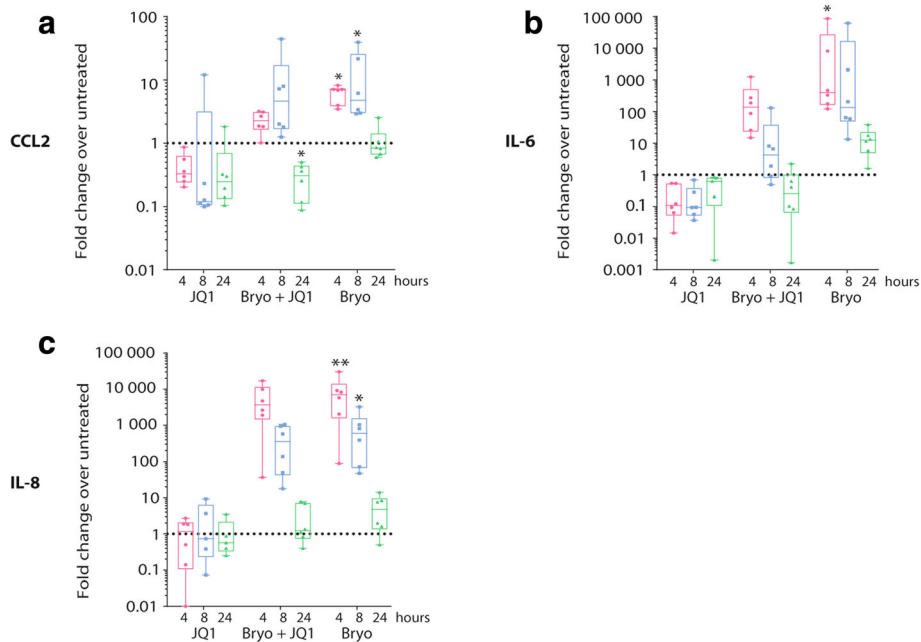 a
CCL2
Fold change over untreated
10
1
0.1
0.01
* * *
*
4 8 24 4 8 24 4 8 24 hours
JQ1 Bryo + JQ1 Bryo
b
IL-6
Fold change over untreated
100 000
10 000
1 000
100
10
1
0.1
0.01
0.001
*
4 8 24 4 8 24 4 8 24 hours
JQ1 Bryo + JQ1 Bryo
c
IL-8
Fold change over untreated
100 000
10 000
1 000
100
10
1
0.1
0.01
**
*
4 8 24 4 8 24 4 8 24 hours
JQ1 Bryo + JQ1 Bryo